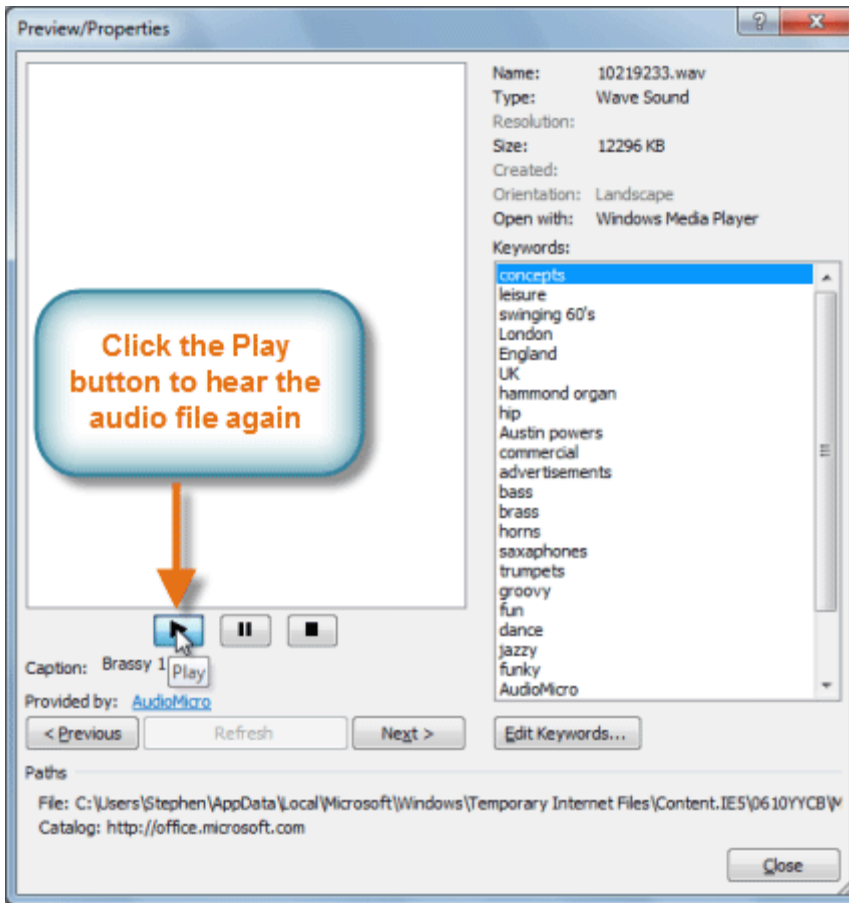 Preview/Properties
Name: 10219233.wav
Type: Wave Sound
Resolution:
Size: 12296 KB
Created:
Orientation: Landscape
Open with: Windows Media Player
Keywords:
concepts
leisure
swinging 60's
London
England
UK
hammond organ
hip
Austin powers
commercial
advertisements
bass
brass
horns
saxaphones
trumpets
groovy
fun
dance
jazzy
funky
AudioMicro
Click the Play
button to hear the
audio file again
Caption: Brassy 1
Play
Provided by: AudioMicro
< Previous Refresh Next > Edit Keywords...
Paths
File: C:\Users\Stephen\AppData\Local\Microsoft\Windows\Temporary Internet Files\Content.IE5\0610YYCB\M
Catalog: http://office.microsoft.com
Close